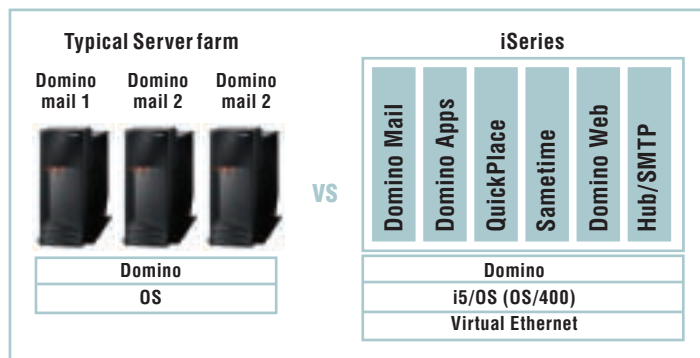 Typical Server farm
Domino mail 1
Domino mail 2
Domino mail 2
Domino
OS
vs
iSeries
Domino Mail
Domino Apps
QuickPlace
Sametime
Domino Web
Hub/SMTP
Domino
i5/OS (OS/400)
Virtual Ethernet